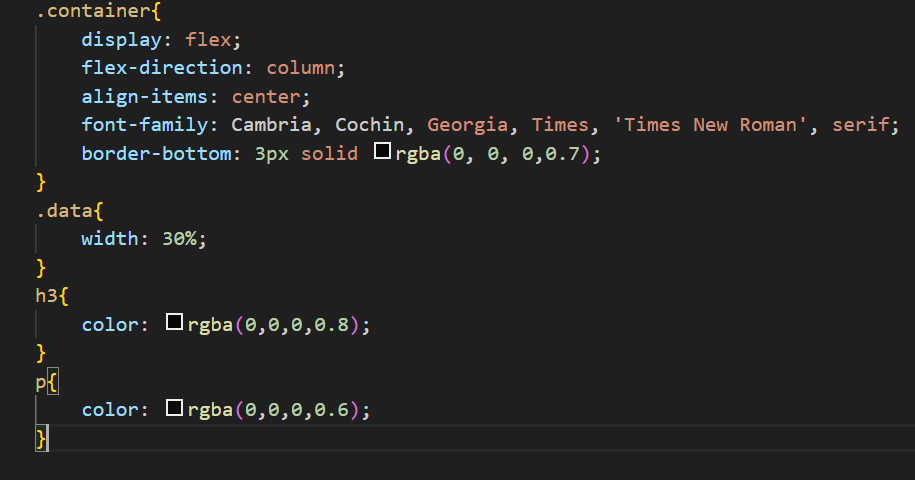 .container{
    display: flex;
    flex-direction: column;
    align-items: center;
    font-family: Cambria, Cochin, Georgia, Times, 'Times New Roman', serif;
    border-bottom: 3px solid rgba(0, 0, 0,0.7);
}
.data{
    width: 30%;
}
h3{
    color: rgba(0,0,0,0.8);
}
p{
    color: rgba(0,0,0,0.6);
}